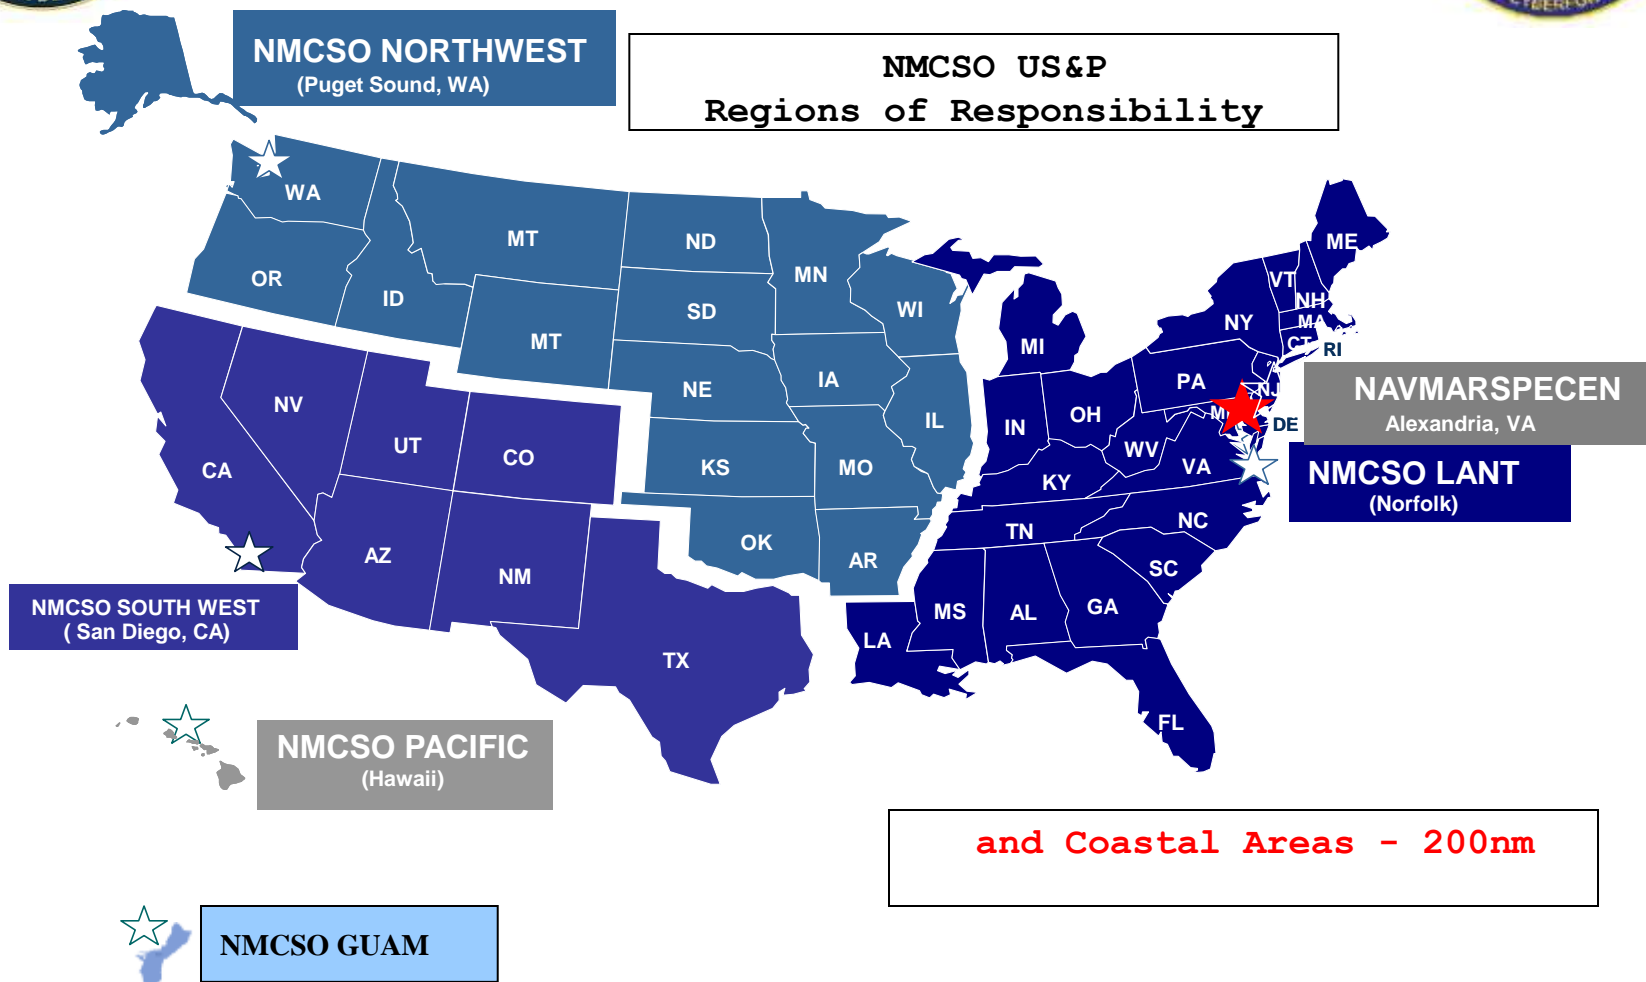 CYBERFOR
NMCSO NORTHWEST
(Puget Sound, WA)
NMCSO US&P
Regions of Responsibility
WA
MT
ND
MN
OR
ID
SD
WI
MT
NE
IA
IL
KS
MO
OK
AR
ME
VT
NH
NY
MA
CT
RI
MI
PA
NJ
OH
IN
DE
WV
VA
KY
NC
TN
SC
MS
AL
GA
LA
FL
NV
UT
CO
CA
AZ
NM
TX
NAVMARSPECEN
Alexandria, VA
NMCSO LANT
(Norfolk)
NMCSO SOUTH WEST
( San Diego, CA)
NMCSO PACIFIC
(Hawaii)
and Coastal Areas - 200nm
NMCSO GUAM